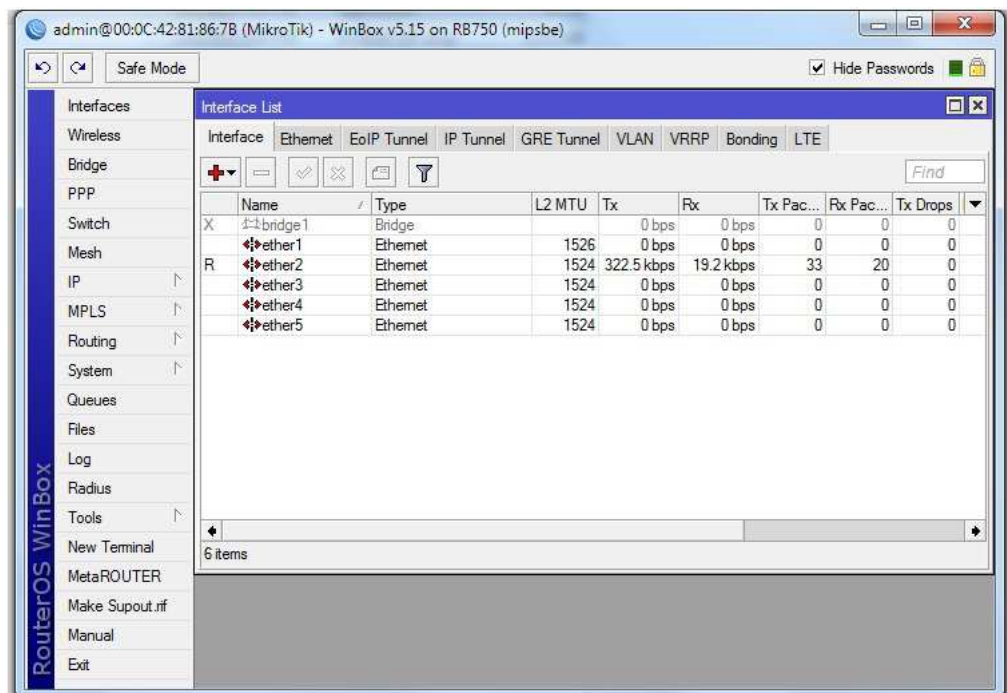 admin@00:0C:42:81:86:7B (MikroTik) - WinBox v5.15 on RB750 (mipsbe)
Safe Mode
Hide Passwords
Interfaces
Wireless
Bridge
PPP
Switch
Mesh
IP
MPLS
Routing
System
Queues
Files
Log
Radius
Tools
New Terminal
MetaROUTER
Make Supout.rif
Manual
Exit
RouterOS WinBox
Interface List
Interface Ethernet EoIP Tunnel IP Tunnel GRE Tunnel VLAN VRRP Bonding LTE
Find
Name / Type L2 MTU Tx Rx Tx Pac... Rx Pac... Tx Drops
X bridge1 Bridge 0 bps 0 bps 0 0 0
ether1 Ethernet 1526 0 bps 0 bps 0 0 0
R ether2 Ethernet 1524 322.5 kbps 19.2 kbps 33 20 0
ether3 Ethernet 1524 0 bps 0 bps 0 0 0
ether4 Ethernet 1524 0 bps 0 bps 0 0 0
ether5 Ethernet 1524 0 bps 0 bps 0 0 0
6 items